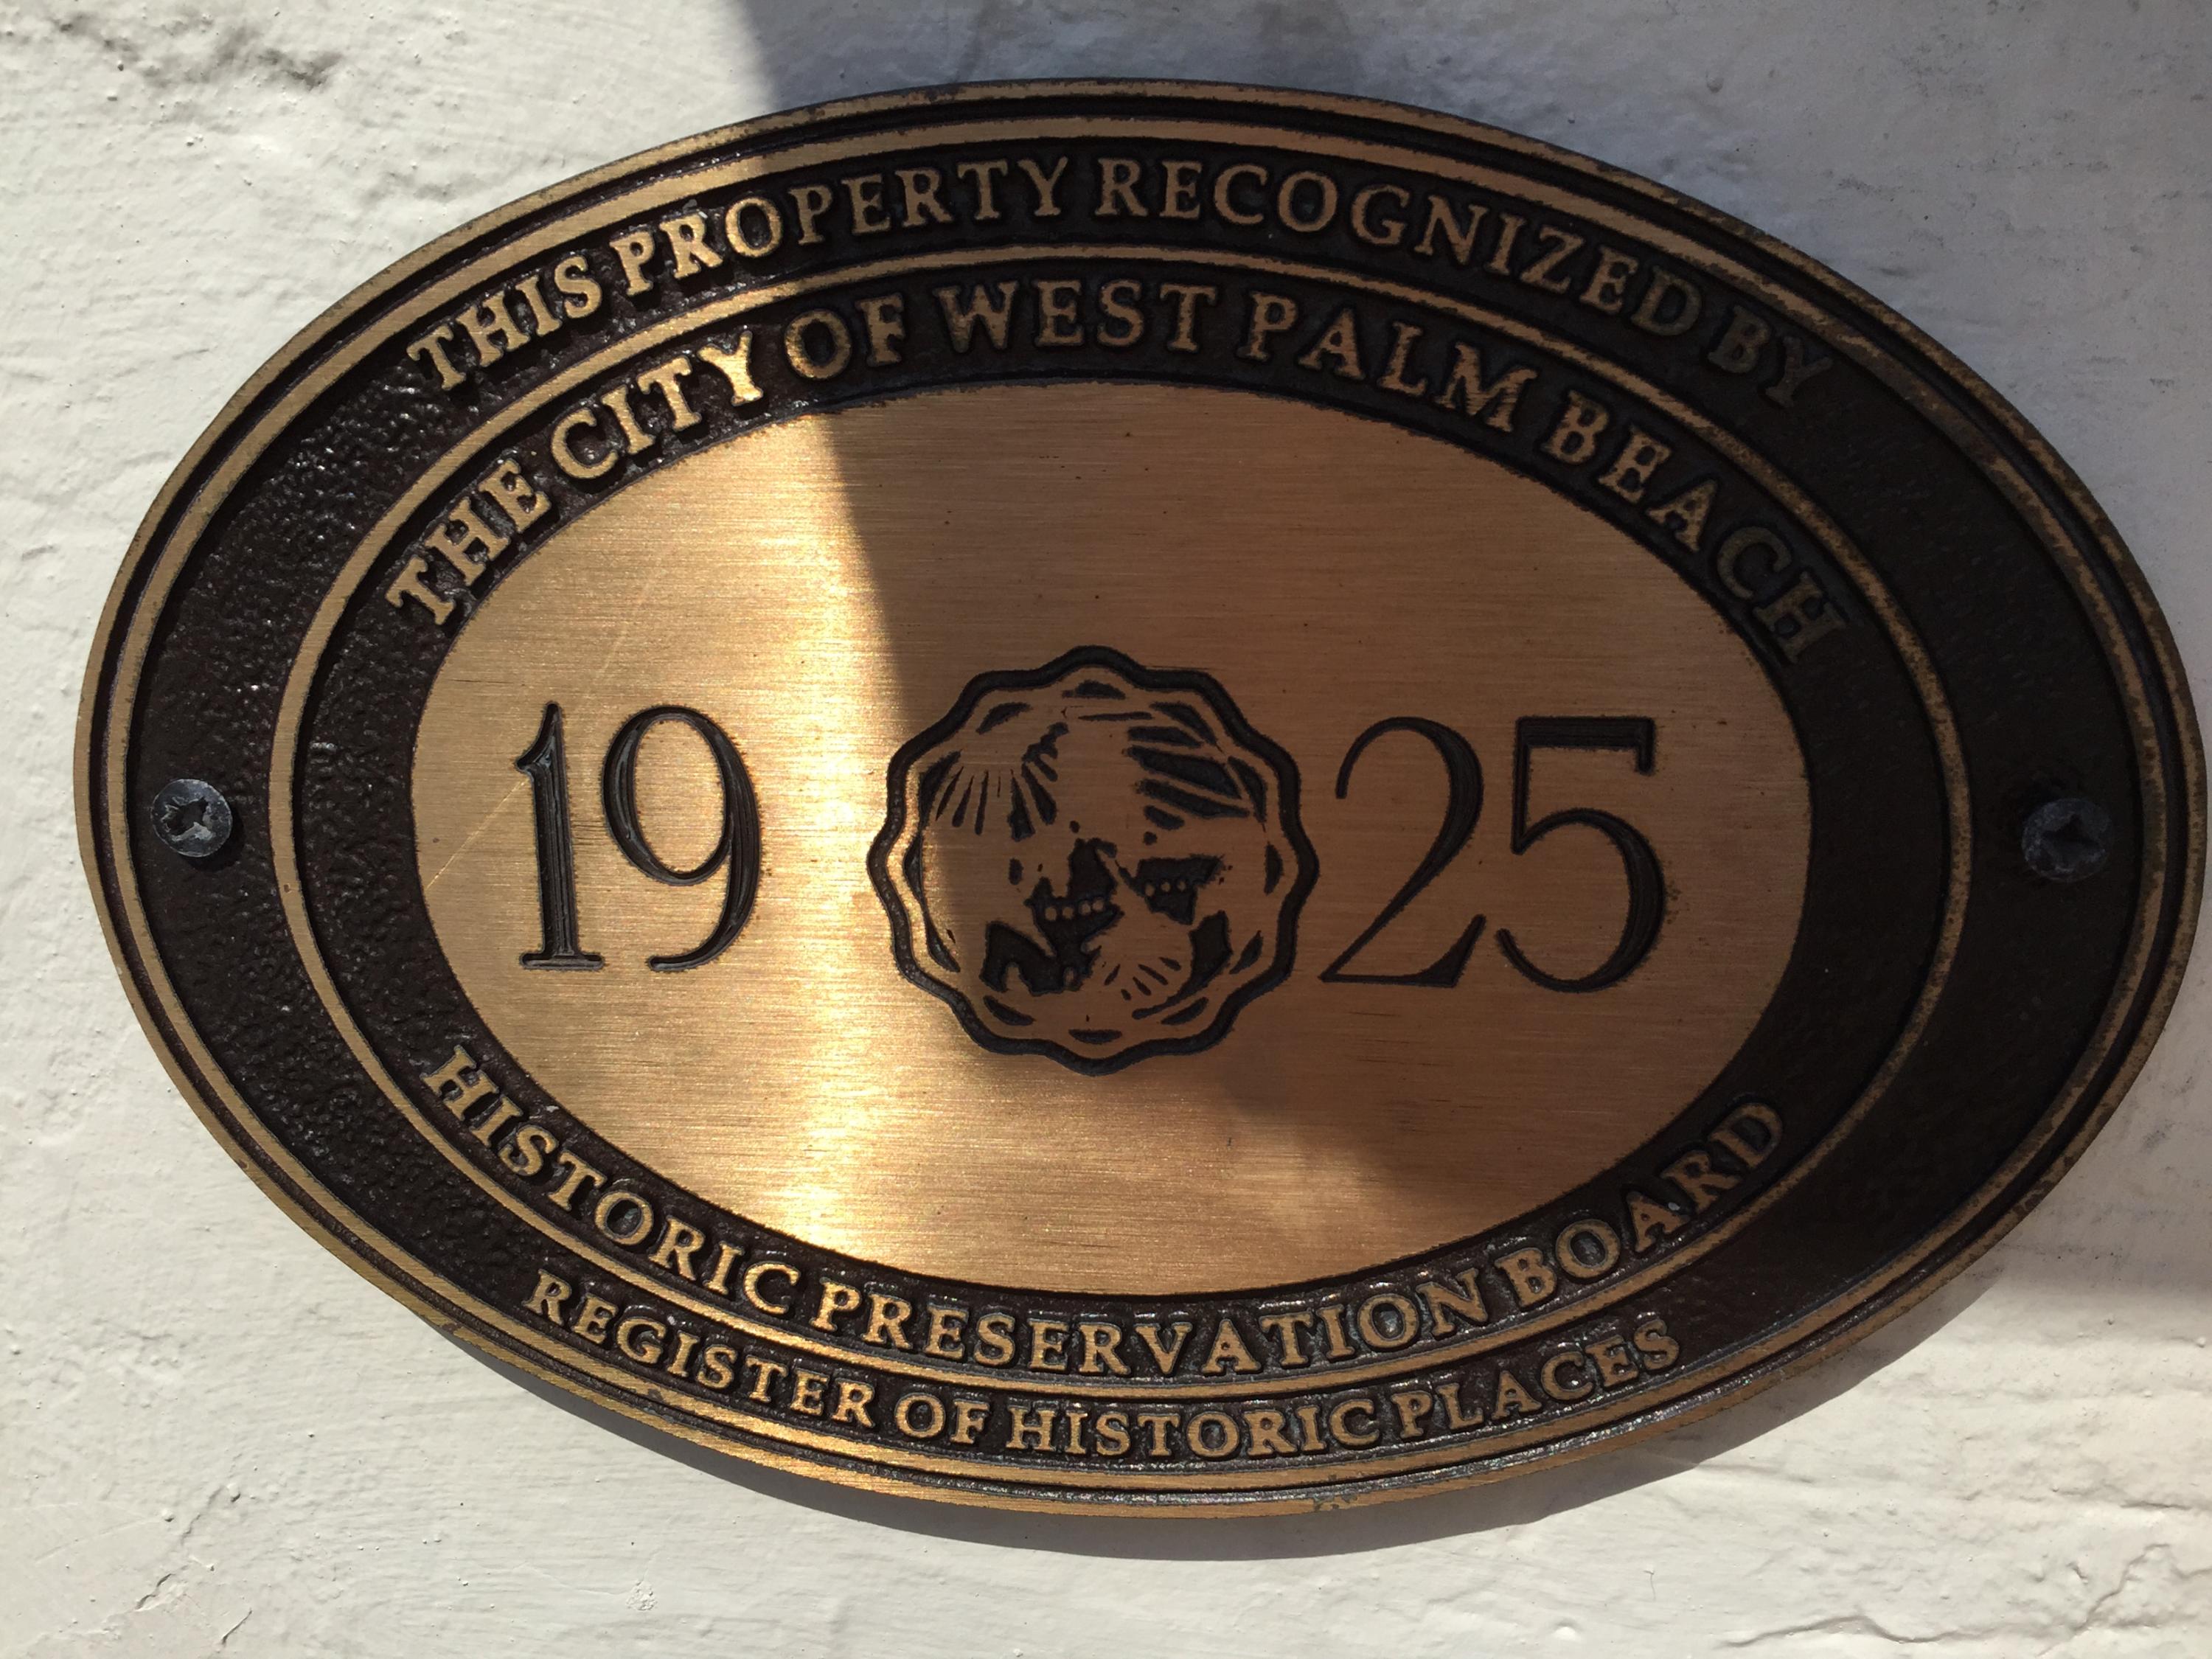 THIS PROPERTY RECOGNIZED BY
THE CITY OF WEST PALM BEACH
19 25
HISTORIC PRESERVATION BOARD
REGISTER OF HISTORIC PLACES